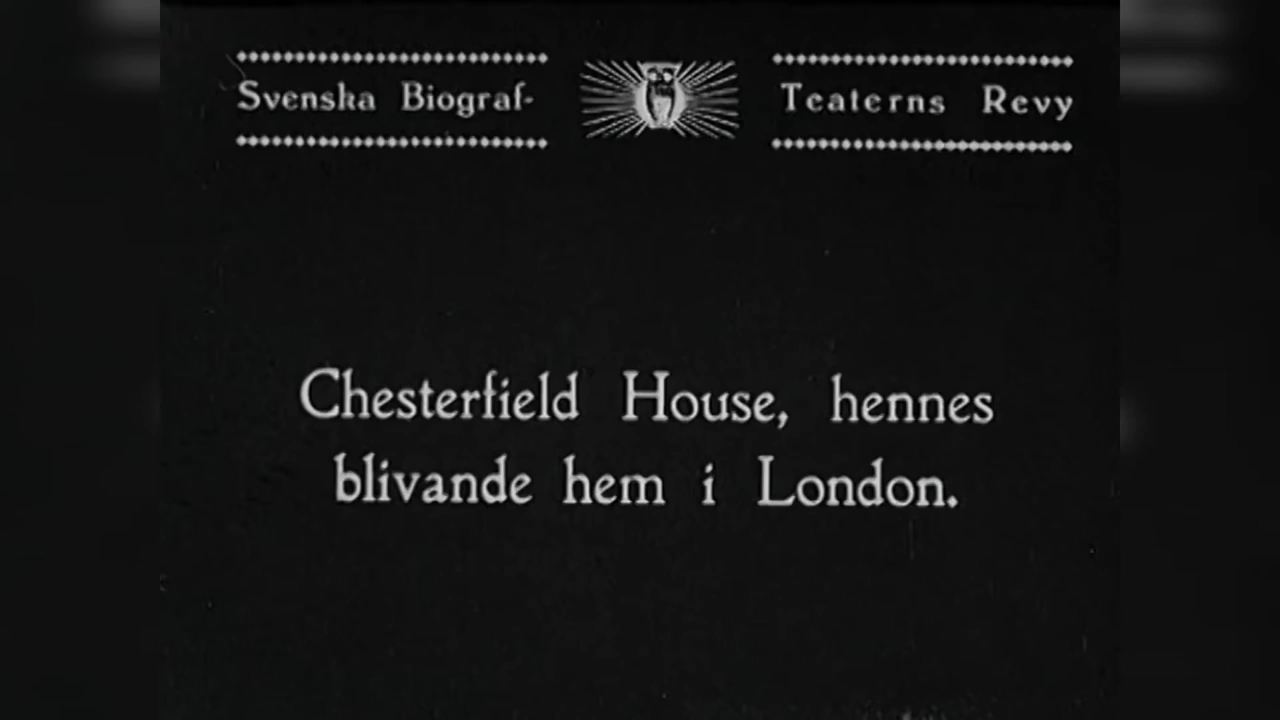 Svenska Biograf- Teaterns Revy
Chesterfield House, hennes
blivande hem i London.